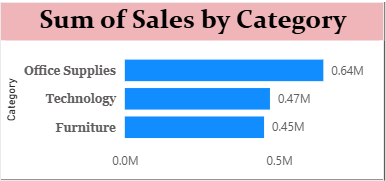 Sum of Sales by Category
Category
Office Supplies 0.64M
Technology 0.47M
Furniture 0.45M
0.0M 0.5M